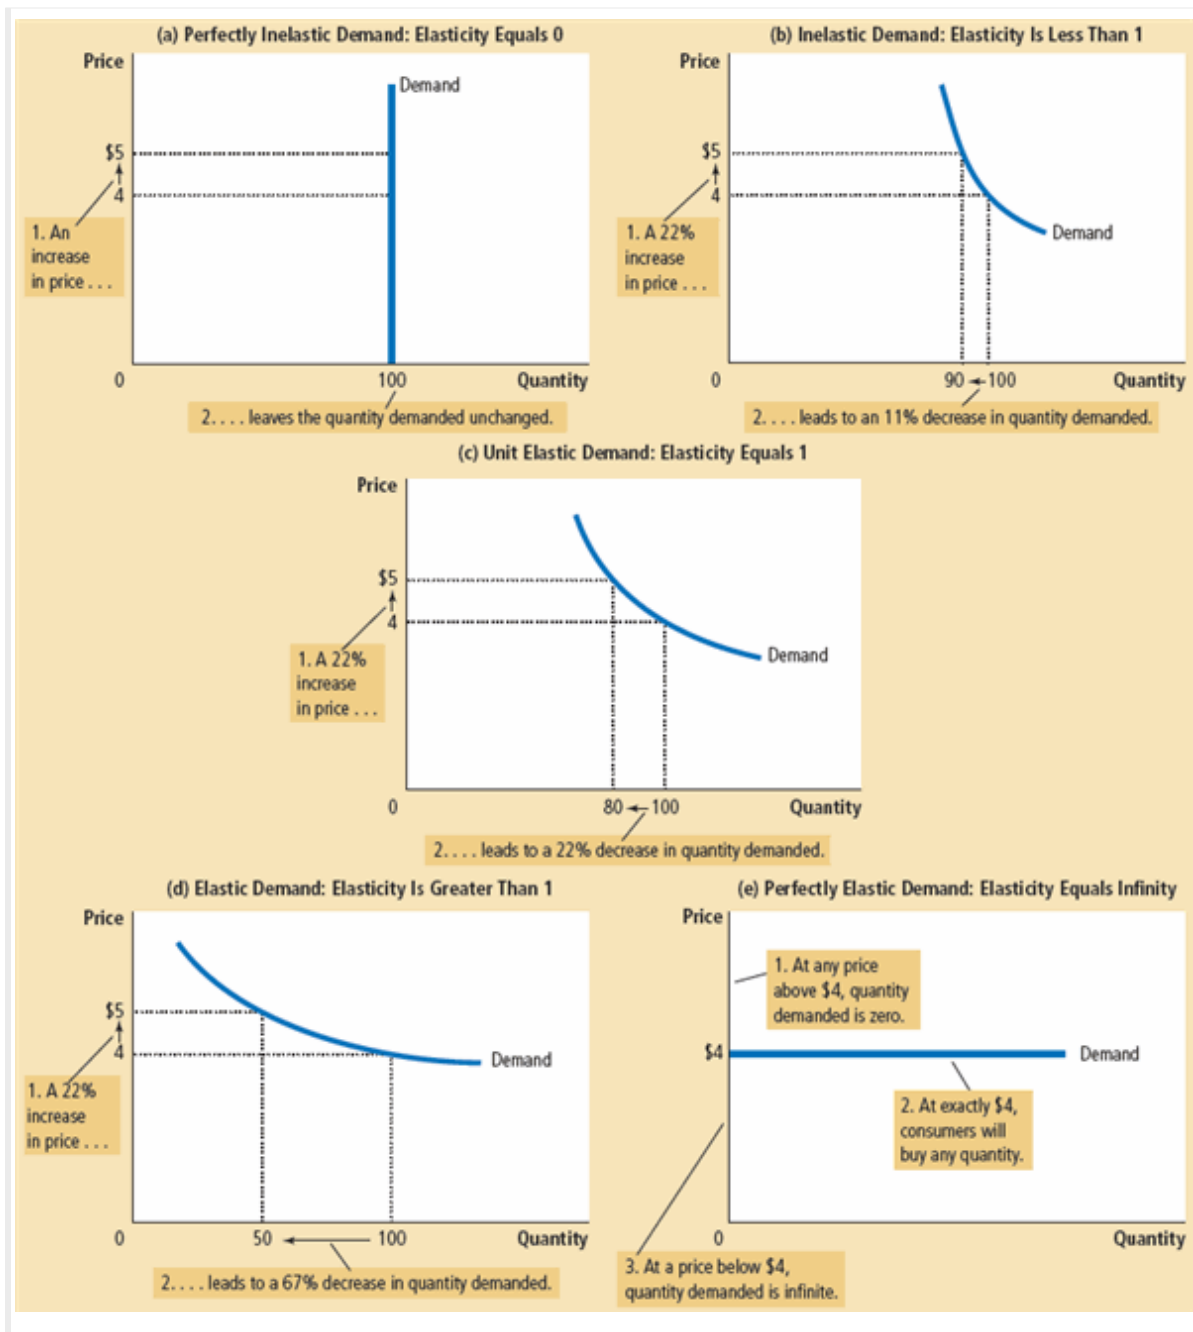 (a) Perfectly Inelastic Demand: Elasticity Equals 0
Price
Demand
$5
4
1. An
increase
in price . . .
0
100
Quantity
2. . . . leaves the quantity demanded unchanged.
(b) Inelastic Demand: Elasticity Is Less Than 1
Price
$5
4
1. A 22%
increase
in price . . .
Demand
0
90
100
Quantity
2. . . . leads to an 11% decrease in quantity demanded.
(c) Unit Elastic Demand: Elasticity Equals 1
Price
$5
4
1. A 22%
increase
in price . . .
Demand
0
80
100
Quantity
2. . . . leads to a 22% decrease in quantity demanded.
(d) Elastic Demand: Elasticity Is Greater Than 1
Price
$5
4
Demand
1. A 22%
increase
in price . . .
0
50
100
Quantity
2. . . . leads to a 67% decrease in quantity demanded.
(e) Perfectly Elastic Demand: Elasticity Equals Infinity
Price
1. At any price
above $4, quantity
demanded is zero.
$4
Demand
2. At exactly $4,
consumers will
buy any quantity.
0
Quantity
3. At a price below $4,
quantity demanded is infinite.